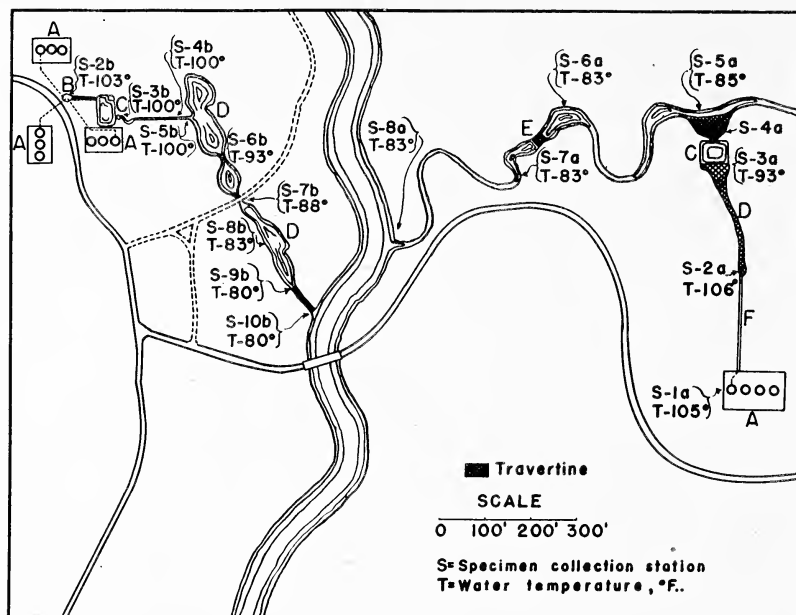 A
S-2b
T-103°
B
A
C
S-3b
T-100°
A
S-4b
T-100°
D
S-5b
T-100°
S-6b
T-93°
S-7b
T-88°
D
S-8b
T-83°
S-9b
T-80°
S-10b
T-80°
S-8a
T-83°
S-6a
T-83°
E
S-7a
T-83°
S-5a
T-85°
S-4a
C
S-3a
T-93°
D
S-2a
T-106°
F
S-1a
T-105°
A
Travertine
SCALE
0 100' 200' 300'
S=Specimen collection station
T=Water temperature, °F..